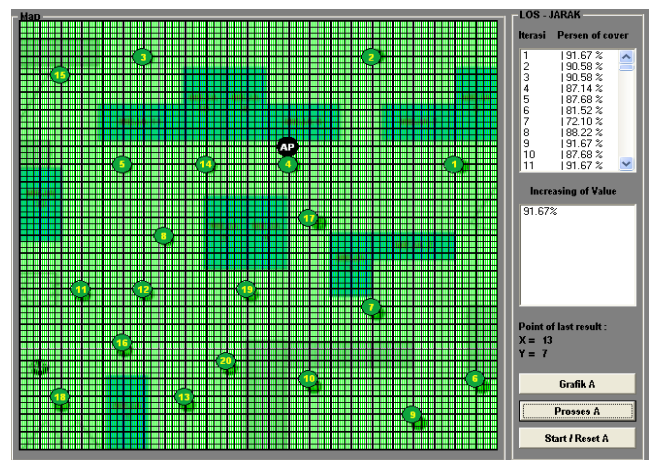 Map
LOS - JARAK
Iterasi Persen of cover
1 | 91.67 %
2 | 90.58 %
3 | 90.58 %
4 | 87.14 %
5 | 87.68 %
6 | 81.52 %
7 | 72.10 %
8 | 88.22 %
9 | 91.67 %
10 | 87.68 %
11 | 91.67 %
3
2
15
AP
5
14
4
1
Increasing of Value
91.67%
17
8
11
12
19
7
Point of last result :
X = 13
Y = 7
16
20
10
6
Grafik A
18
13
9
Prosses A
Start / Reset A